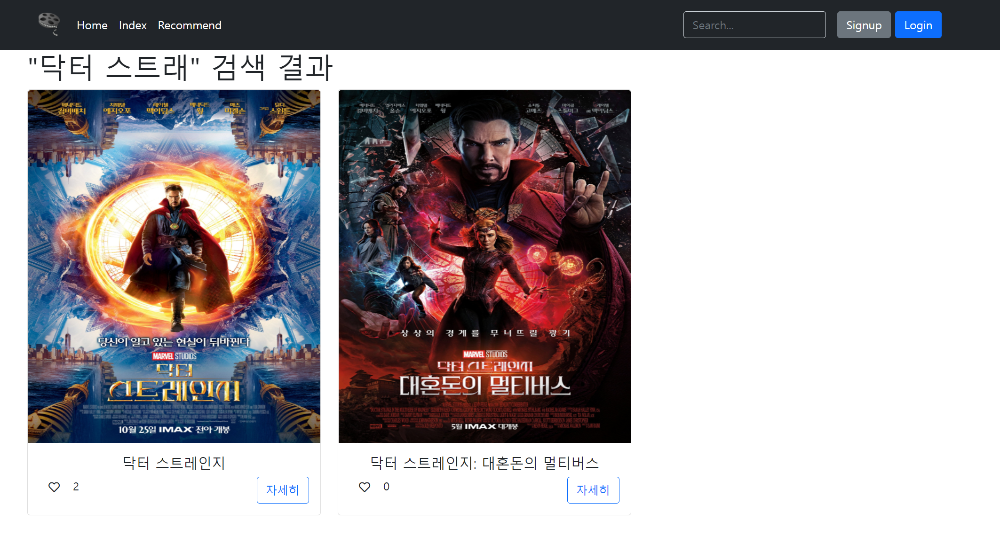 Home Index Recommend
Search...
Signup Login
"닥터 스트래" 검색 결과
베네딕트 컴버배치 치웨텔 에지오포 레이첼 맥아담스 베네딕트 웡 매즈 미켈슨 그리고 틸다 스윈튼
당신이 알고 있는 현실이 뒤바뀐다
MARVEL STUDIOS
닥터
스트레인지
10월 25일 IMAX 전야 개봉
닥터 스트레인지
2
자세히
베네딕트 컴버배치 엘리자베스 올슨 치웨텔 에지오포 베네딕트 웡 소치틀 고메즈 마이클 스툴바그 레이첼 맥아담스
상상의 경계를 무너뜨릴 광기
MARVEL STUDIOS
닥터 스트레인지
대혼돈의 멀티버스
5월 IMAX 대개봉
닥터 스트레인지: 대혼돈의 멀티버스
0
자세히